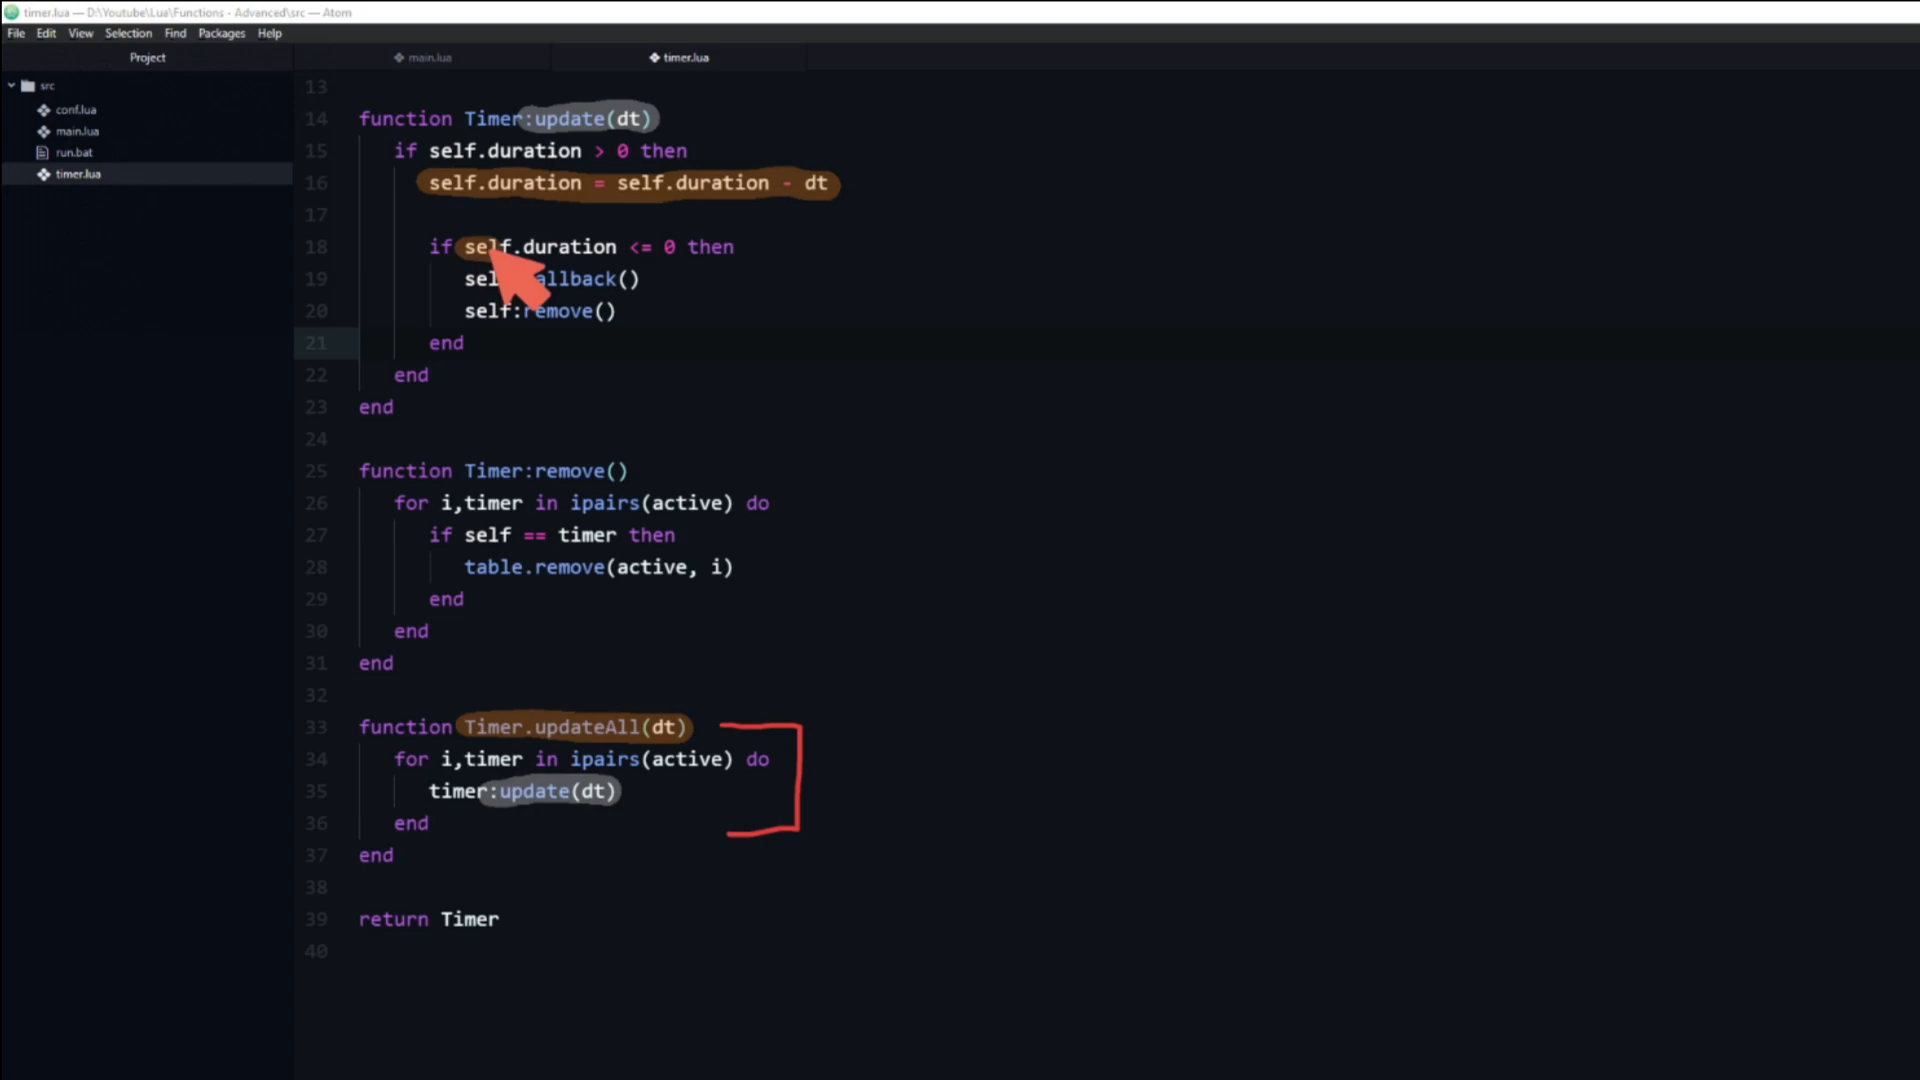 timer.lua — D:\Youtube\Lua\Functions - Advanced\src — Atom
File Edit View Selection Find Packages Help
Project
main.lua
timer.lua
src
conf.lua
main.lua
run.bat
timer.lua
13
14 function Timer:update(dt)
15 if self.duration > 0 then
16 self.duration = self.duration - dt
17
18 if self.duration <= 0 then
19 sel allback()
20 self:remove()
21 end
22 end
23 end
24
25 function Timer:remove()
26 for i,timer in ipairs(active) do
27 if self == timer then
28 table.remove(active, i)
29 end
30 end
31 end
32
33 function Timer.updateAll(dt)
34 for i,timer in ipairs(active) do
35 timer:update(dt)
36 end
37 end
38
39 return Timer
40